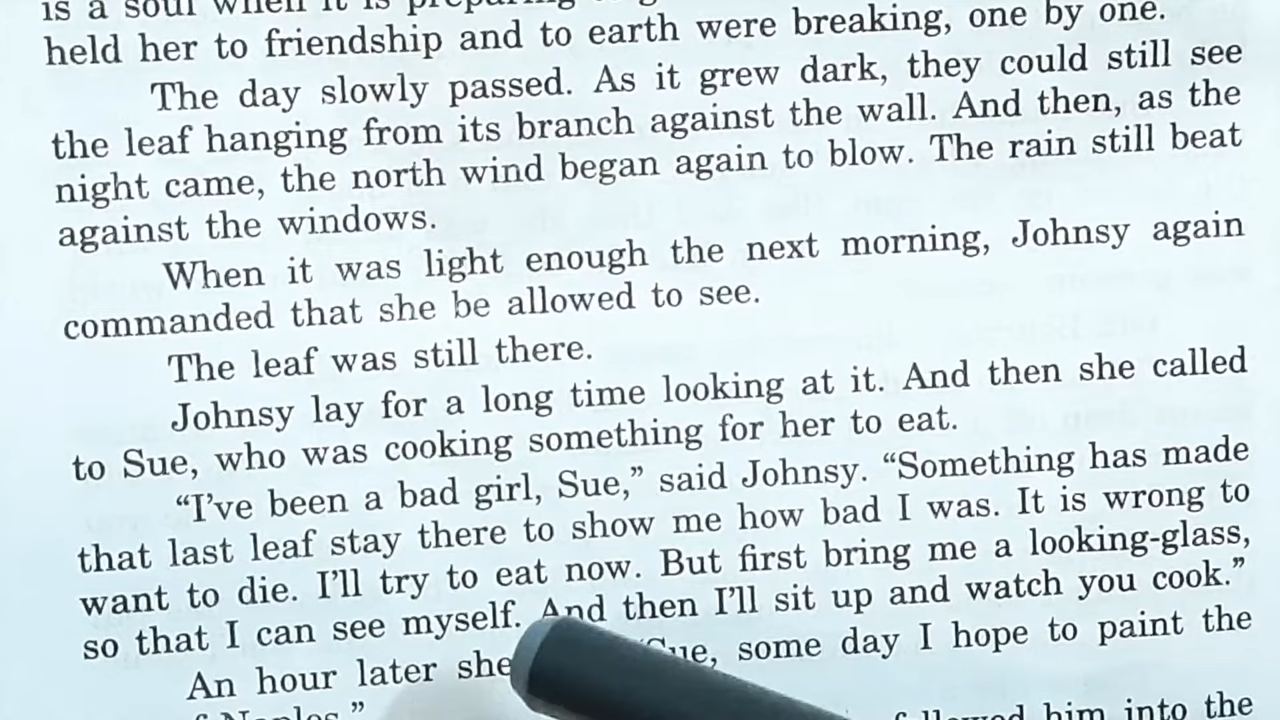 is a soul when it is preparing
held her to friendship and to earth were breaking, one by one.
The day slowly passed. As it grew dark, they could still see
the leaf hanging from its branch against the wall. And then, as the
night came, the north wind began again to blow. The rain still beat
against the windows.
When it was light enough the next morning, Johnsy again
commanded that she be allowed to see.
The leaf was still there.
Johnsy lay for a long time looking at it. And then she called
to Sue, who was cooking something for her to eat.
“I’ve been a bad girl, Sue,” said Johnsy. “Something has made
that last leaf stay there to show me how bad I was. It is wrong to
want to die. I’ll try to eat now. But first bring me a looking-glass,
so that I can see myself. And then I’ll sit up and watch you cook.”
An hour later she “Sue, some day I hope to paint the
of Naples.”
followed him into the